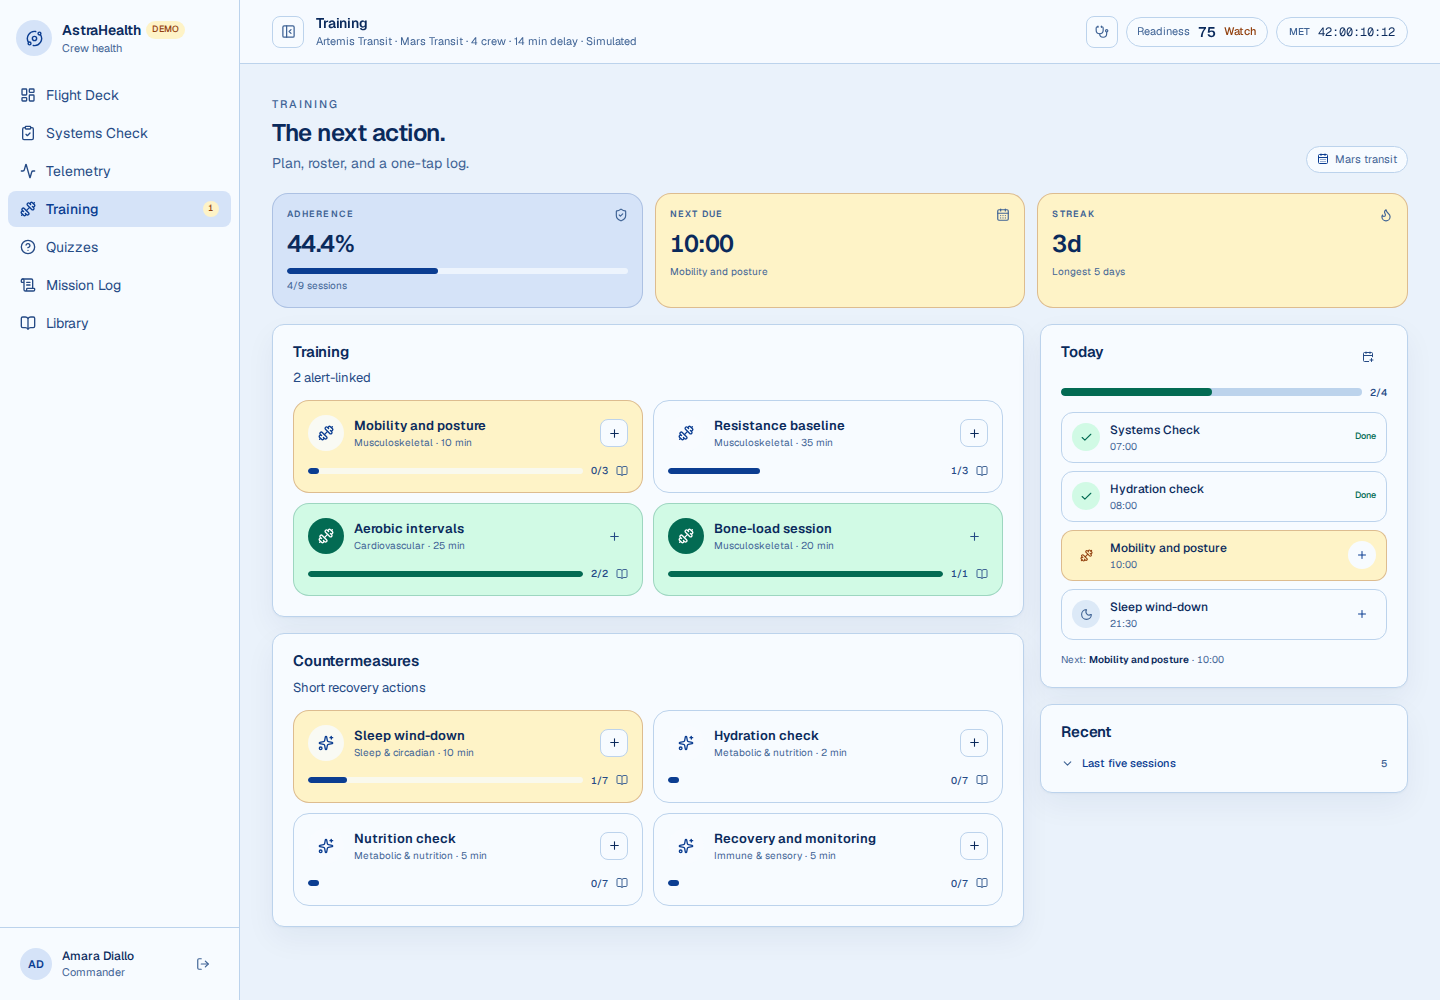 AstraHealth DEMO
Crew health
Flight Deck
Systems Check
Telemetry
Training 1
Quizzes
Mission Log
Library
AD
Amara Diallo
Commander
Training
Artemis Transit · Mars Transit · 4 crew · 14 min delay · Simulated
Readiness 75 Watch
MET 42:00:10:12
TRAINING
The next action.
Plan, roster, and a one-tap log.
Mars transit
ADHERENCE
44.4%
4/9 sessions
NEXT DUE
10:00
Mobility and posture
STREAK
3d
Longest 5 days
Training
2 alert-linked
Mobility and posture
Musculoskeletal · 10 min
0/3
Resistance baseline
Musculoskeletal · 35 min
1/3
Aerobic intervals
Cardiovascular · 25 min
2/2
Bone-load session
Musculoskeletal · 20 min
1/1
Countermeasures
Short recovery actions
Sleep wind-down
Sleep & circadian · 10 min
1/7
Hydration check
Metabolic & nutrition · 2 min
0/7
Nutrition check
Metabolic & nutrition · 5 min
0/7
Recovery and monitoring
Immune & sensory · 5 min
0/7
Today
2/4
Systems Check
07:00
Done
Hydration check
08:00
Done
Mobility and posture
10:00
Sleep wind-down
21:30
Next: Mobility and posture · 10:00
Recent
Last five sessions 5